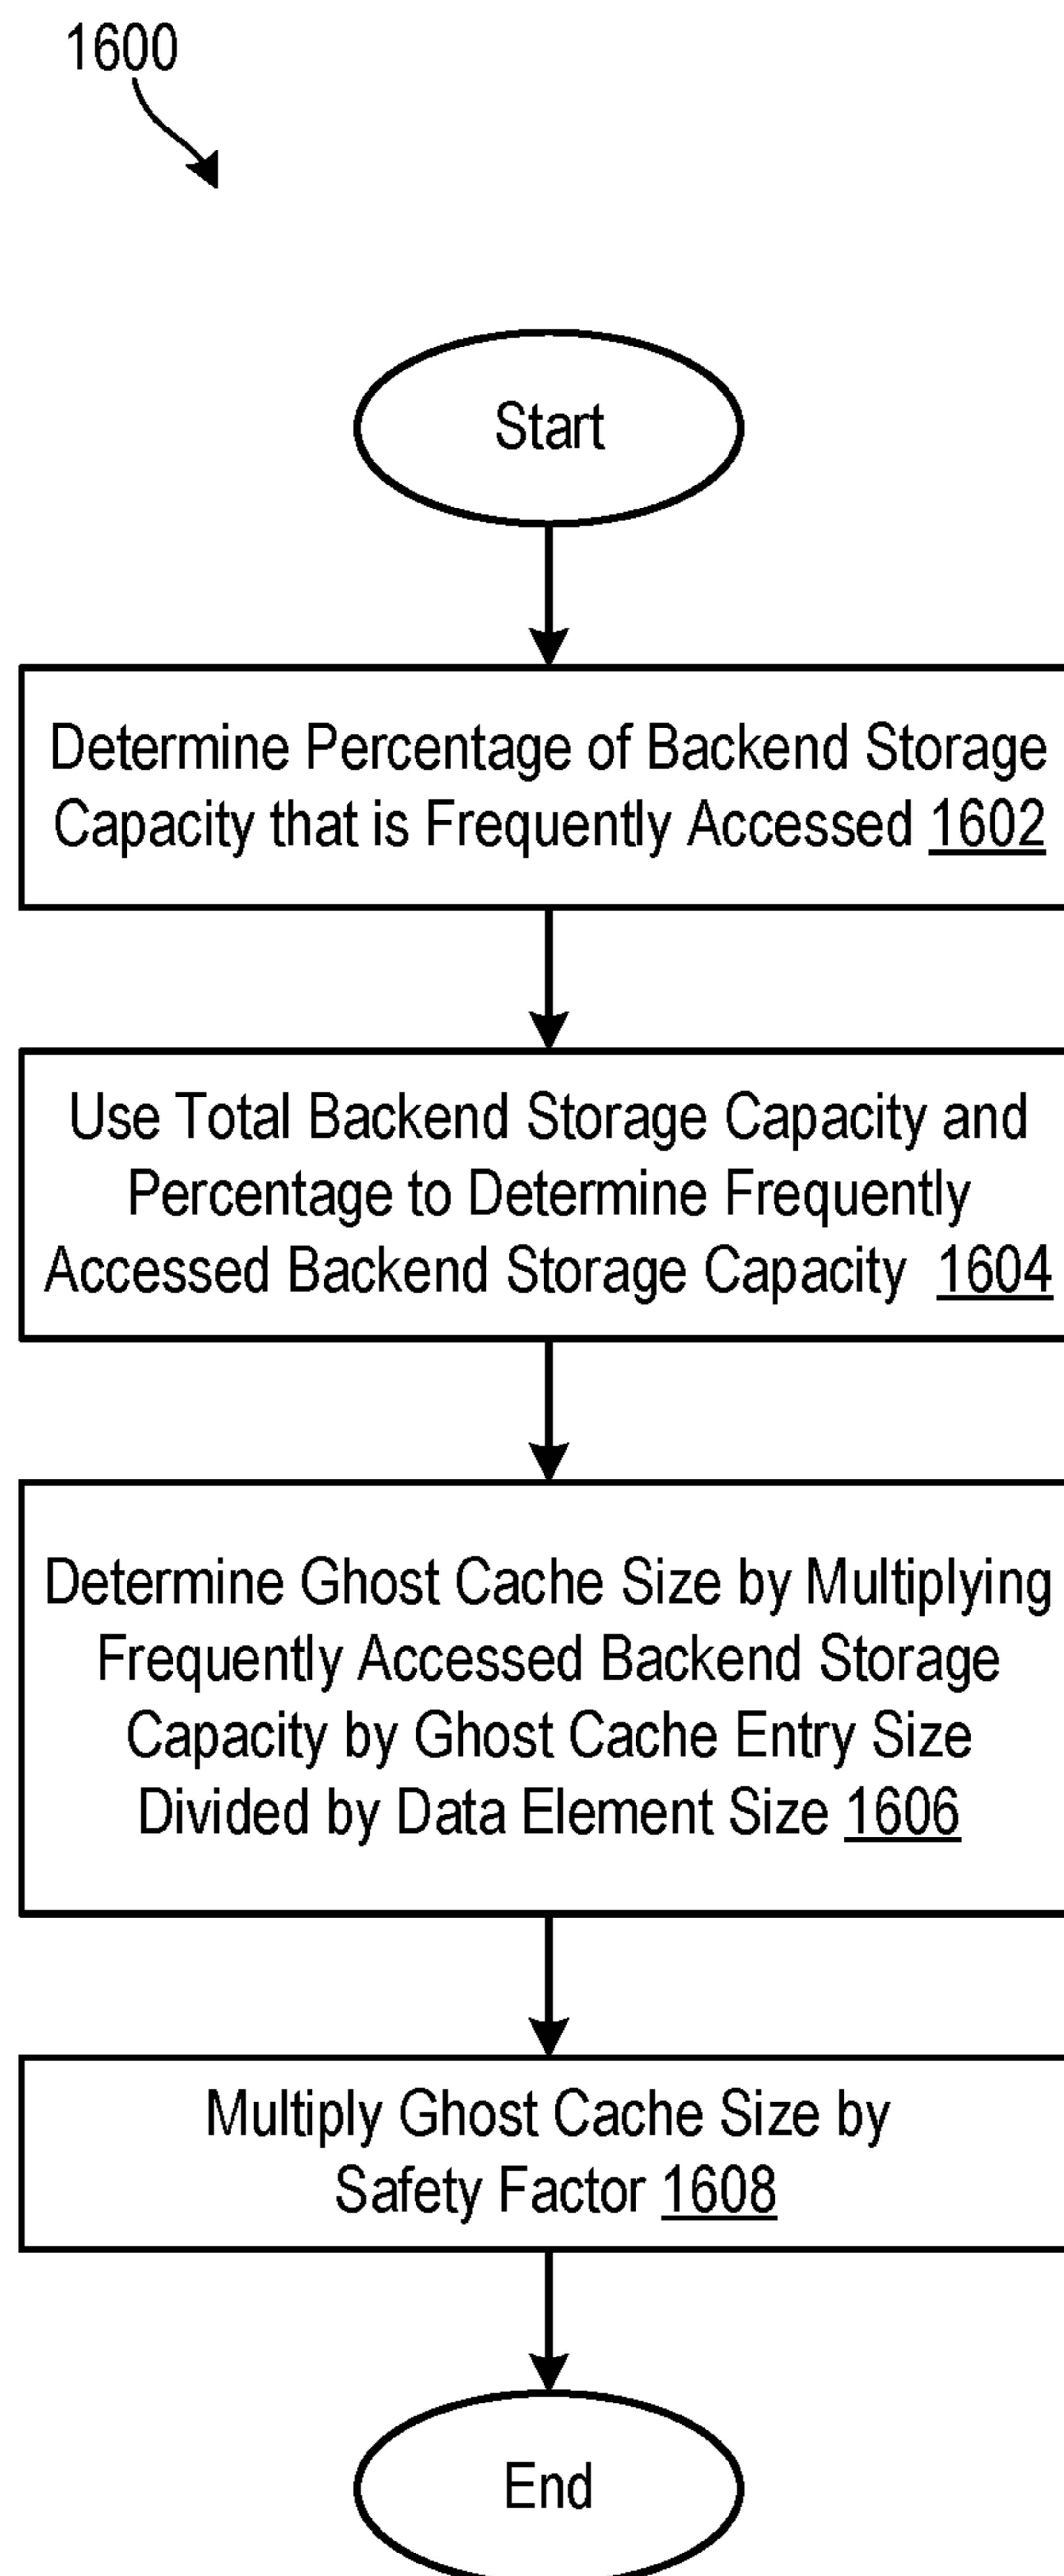 1600
Start
Determine Percentage of Backend Storage
Capacity that is Frequently Accessed 1602
Use Total Backend Storage Capacity and
Percentage to Determine Frequently
Accessed Backend Storage Capacity 1604
Determine Ghost Cache Size by Multiplying
Frequently Accessed Backend Storage
Capacity by Ghost Cache Entry Size
Divided by Data Element Size 1606
Multiply Ghost Cache Size by
Safety Factor 1608
End